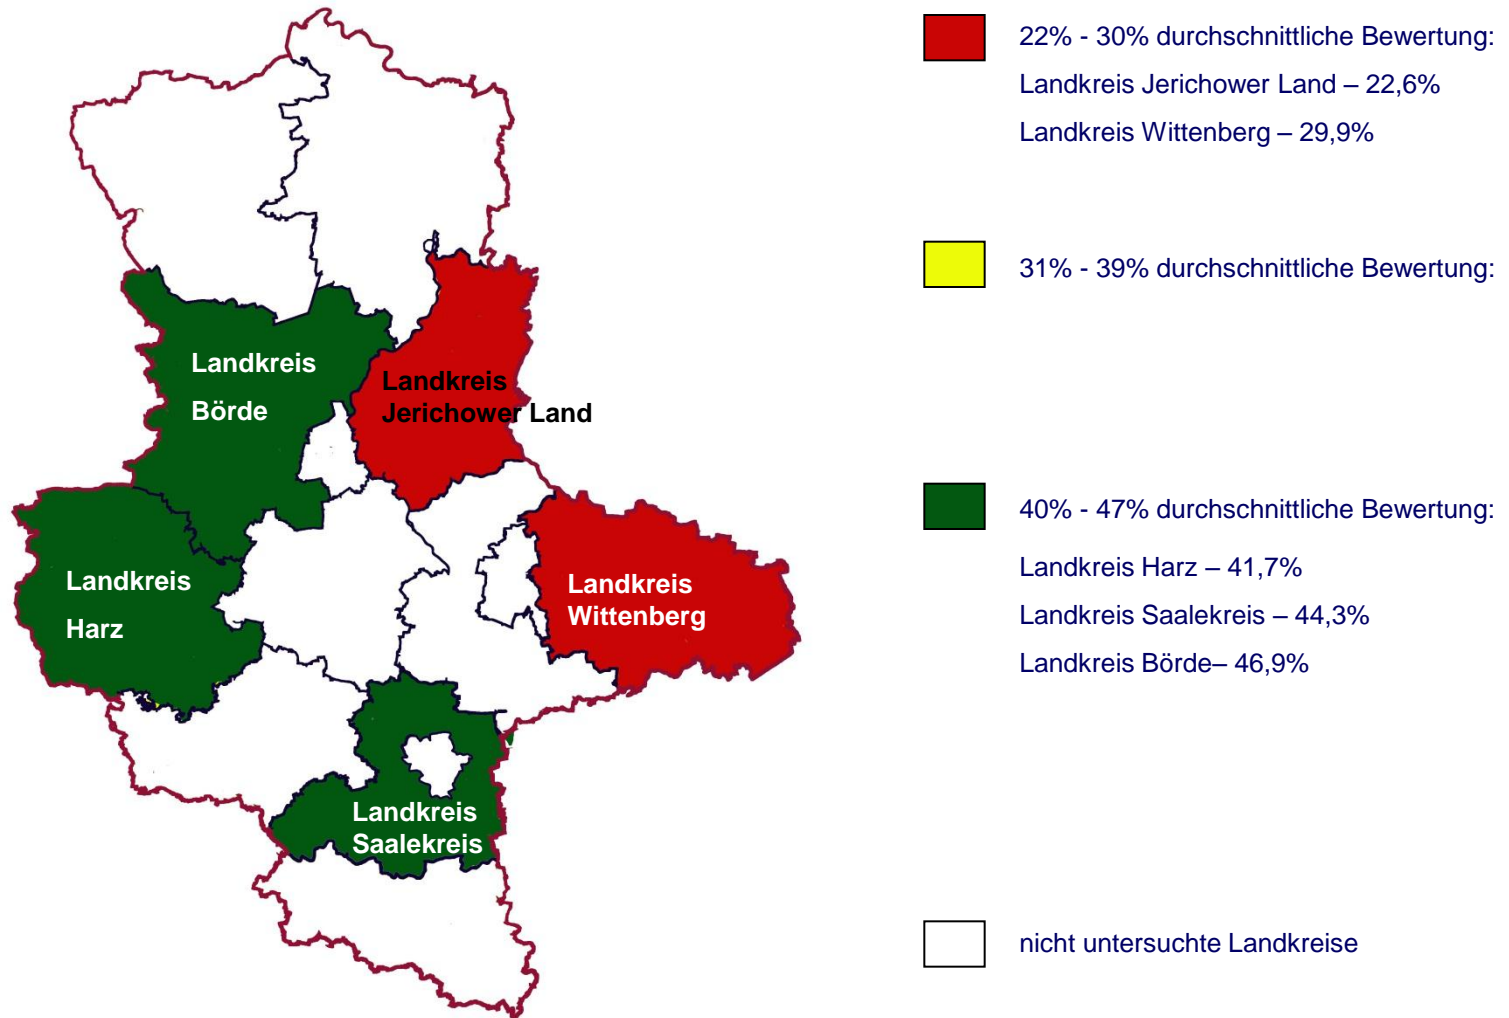 Landkreis
Börde
Landkreis
Jerichower Land
Landkreis
Harz
Landkreis
Wittenberg
Landkreis
Saalekreis
22% - 30% durchschnittliche Bewertung:
Landkreis Jerichower Land – 22,6%
Landkreis Wittenberg – 29,9%
31% - 39% durchschnittliche Bewertung:
40% - 47% durchschnittliche Bewertung:
Landkreis Harz – 41,7%
Landkreis Saalekreis – 44,3%
Landkreis Börde– 46,9%
nicht untersuchte Landkreise